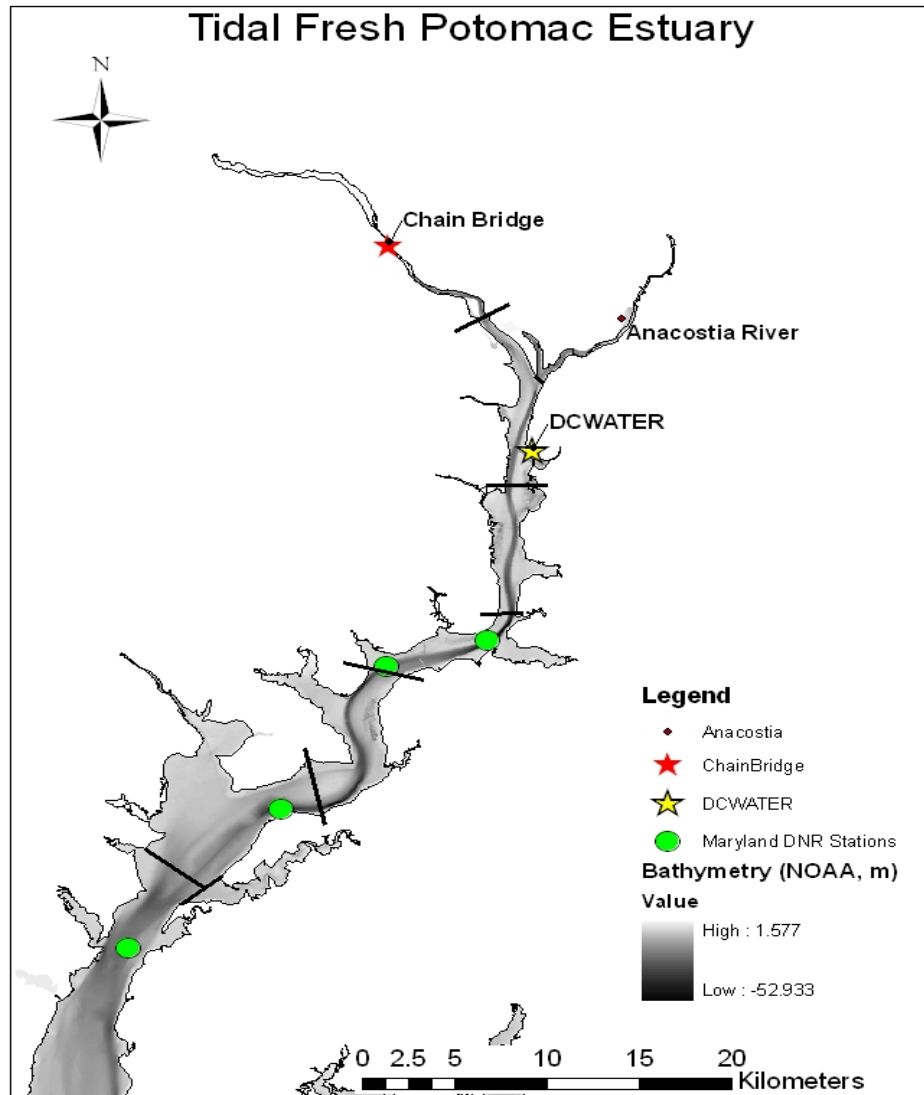 Tidal Fresh Potomac Estuary
N
Chain Bridge
Anacostia River
DCWATER
Legend
Anacostia
ChainBridge
DCWATER
Maryland DNR Stations
Bathymetry (NOAA, m)
Value
High : 1.577
Low : -52.933
0 2.5 5 10 15 20
Kilometers